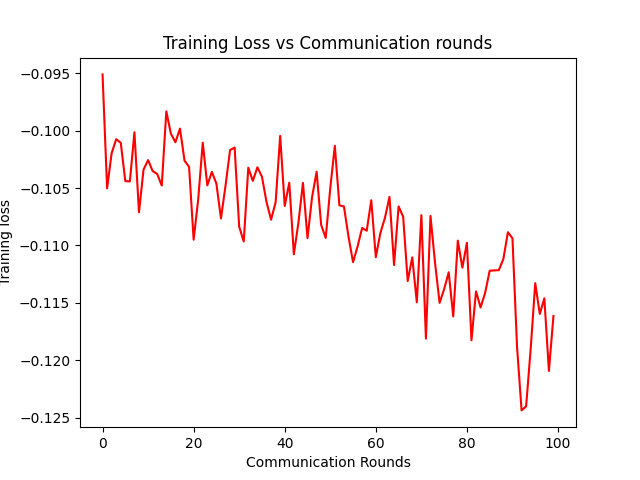 Training Loss vs Communication rounds
Training loss
−0.095
−0.100
−0.105
−0.110
−0.115
−0.120
−0.125
0 20 40 60 80 100
Communication Rounds